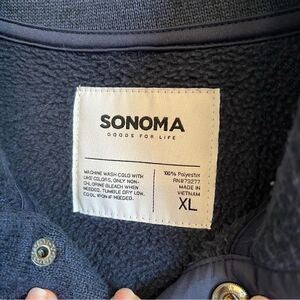 SONOMA
GOODS FOR LIFE
MACHINE WASH COLD WITH
LIKE COLORS, ONLY NON-
CHLORINE BLEACH WHEN
NEEDED. TUMBLE DRY LOW,
COOL IRON IF NEEDED.
100% Polyester
RN#73277
MADE IN
VIETNAM
XL